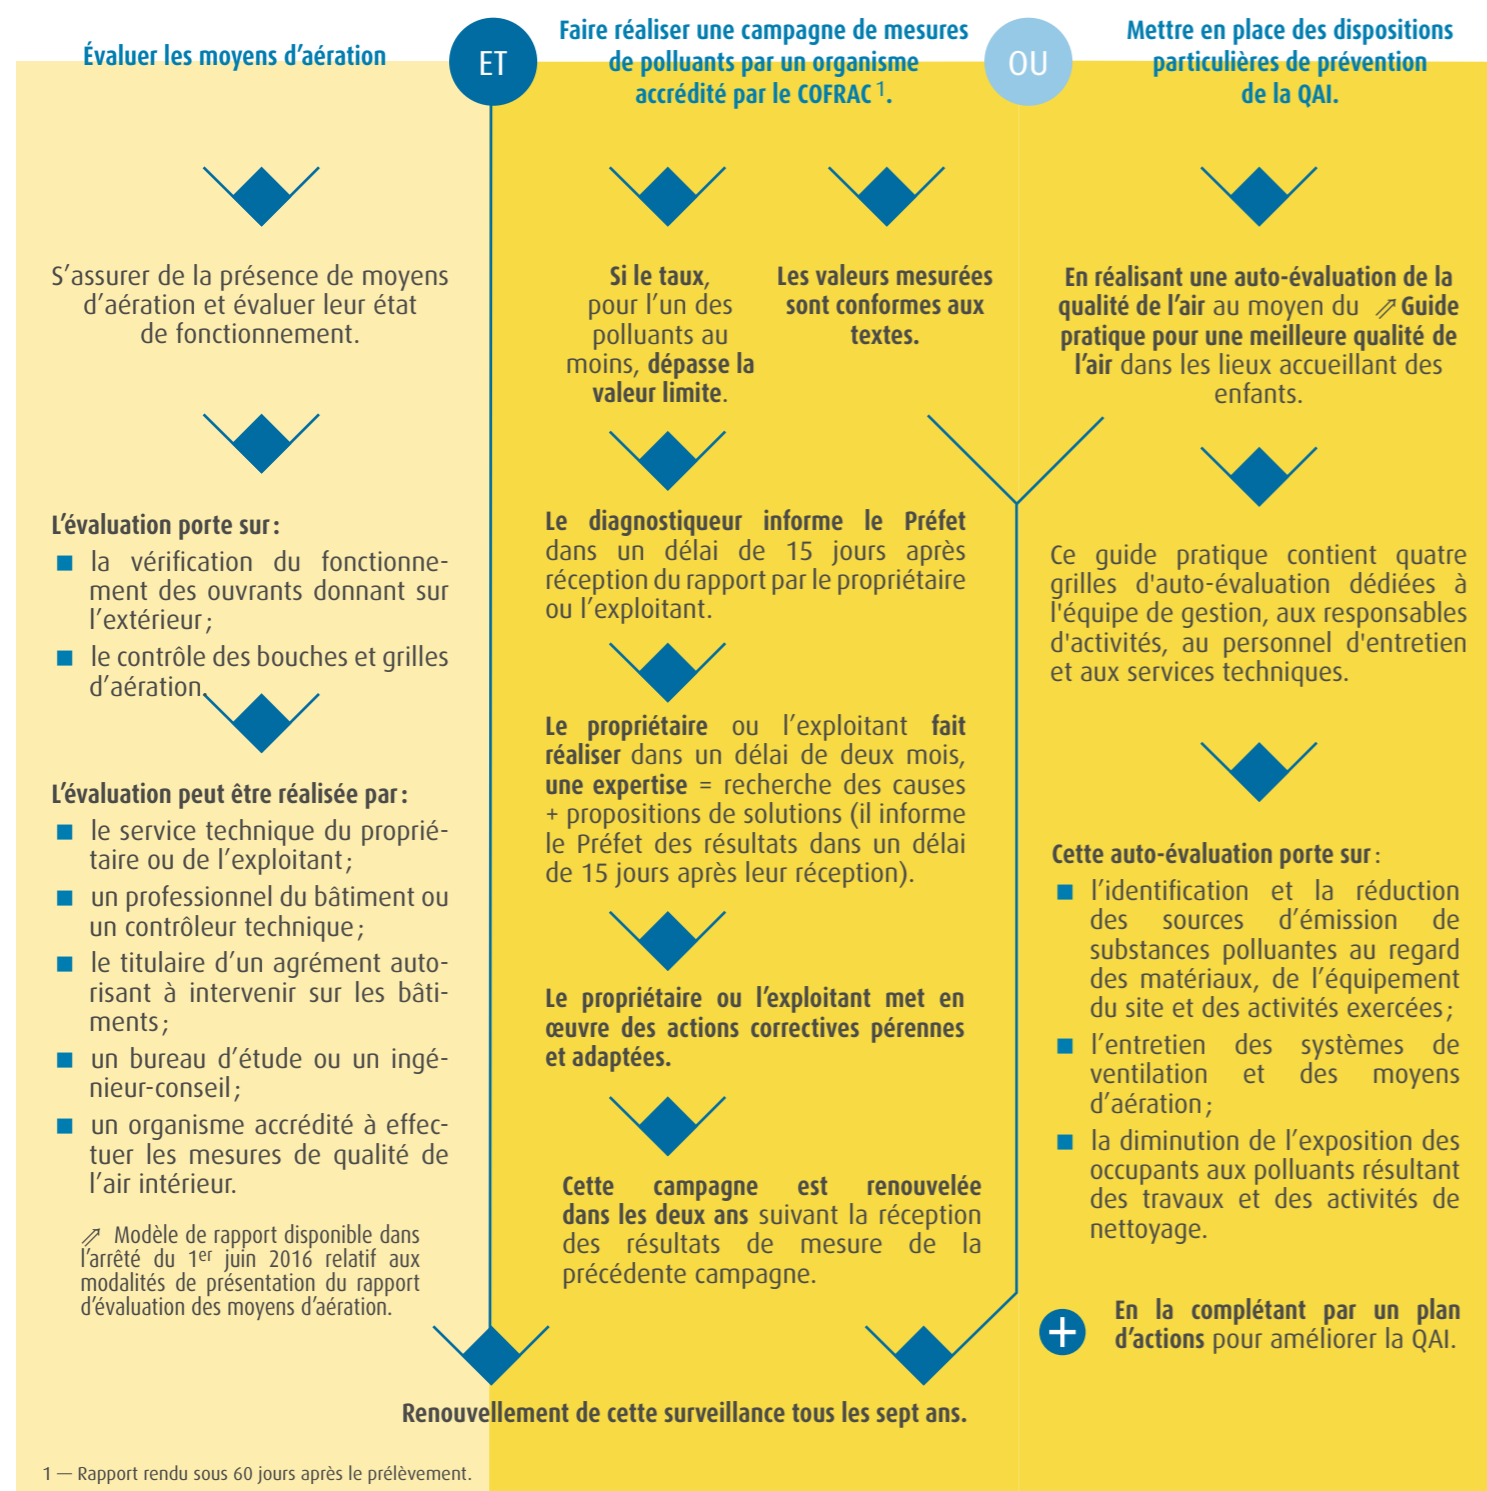 Évaluer les moyens d’aération
S’assurer de la présence de moyens
d’aération et évaluer leur état
de fonctionnement.
L’évaluation porte sur :
■ la vérification du fonctionne-
ment des ouvrants donnant sur
l’extérieur ;
■ le contrôle des bouches et grilles
d’aération.
L’évaluation peut être réalisée par :
■ le service technique du proprié-
taire ou de l’exploitant ;
■ un professionnel du bâtiment ou
un contrôleur technique ;
■ le titulaire d’un agrément auto-
risant à intervenir sur les bâti-
ments ;
■ un bureau d’étude ou un ingé-
nieur-conseil ;
■ un organisme accrédité à effec-
tuer les mesures de qualité de
l’air intérieur.
⇗ Modèle de rapport disponible dans
l’arrêté du 1er juin 2016 relatif aux
modalités de présentation du rapport
d’évaluation des moyens d’aération.
ET
Faire réaliser une campagne de mesures
de polluants par un organisme
accrédité par le COFRAC 1.
Si le taux,
pour l’un des
polluants au
moins, dépasse la
valeur limite.
Les valeurs mesurées
sont conformes aux
textes.
Le diagnostiqueur informe le Préfet
dans un délai de 15 jours après
réception du rapport par le propriétaire
ou l’exploitant.
Le propriétaire ou l’exploitant fait
réaliser dans un délai de deux mois,
une expertise = recherche des causes
+ propositions de solutions (il informe
le Préfet des résultats dans un délai
de 15 jours après leur réception).
Le propriétaire ou l’exploitant met en
œuvre des actions correctives pérennes
et adaptées.
Cette campagne est renouvelée
dans les deux ans suivant la réception
des résultats de mesure de la
précédente campagne.
OU
Mettre en place des dispositions
particulières de prévention
de la QAI.
En réalisant une auto-évaluation de la
qualité de l’air au moyen du ⇗ Guide
pratique pour une meilleure qualité de
l’air dans les lieux accueillant des
enfants.
Ce guide pratique contient quatre
grilles d'auto-évaluation dédiées à
l'équipe de gestion, aux responsables
d'activités, au personnel d'entretien
et aux services techniques.
Cette auto-évaluation porte sur :
■ l’identification et la réduction
des sources d’émission de
substances polluantes au regard
des matériaux, de l’équipement
du site et des activités exercées ;
■ l’entretien des systèmes de
ventilation et des moyens
d’aération ;
■ la diminution de l’exposition des
occupants aux polluants résultant
des travaux et des activités de
nettoyage.
+ En la complétant par un plan
d’actions pour améliorer la QAI.
Renouvellement de cette surveillance tous les sept ans.
1 — Rapport rendu sous 60 jours après le prélèvement.